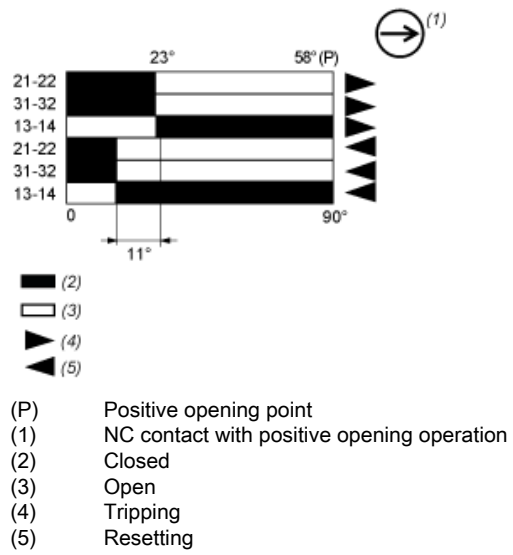 (1)
23° 58° (P)
21-22
31-32
13-14
21-22
31-32
13-14
0 90°
11°
(2)
(3)
(4)
(5)
(P) Positive opening point
(1) NC contact with positive opening operation
(2) Closed
(3) Open
(4) Tripping
(5) Resetting